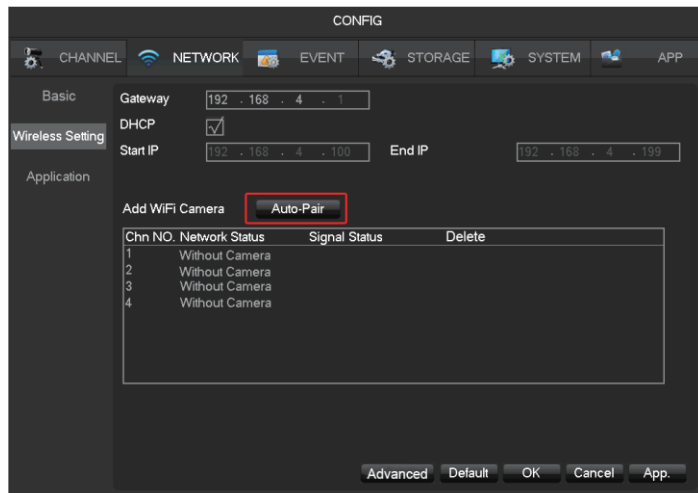 CONFIG
CHANNEL NETWORK EVENT STORAGE SYSTEM APP
Basic
Gateway 192 . 168 . 4 . 1
DHCP
Wireless Setting
Start IP 192 . 168 . 4 . 100 End IP 192 . 168 . 4 . 199
Application
Add WiFi Camera Auto-Pair
Chn NO. Network Status Signal Status Delete
1 Without Camera
2 Without Camera
3 Without Camera
4 Without Camera
Advanced Default OK Cancel App.